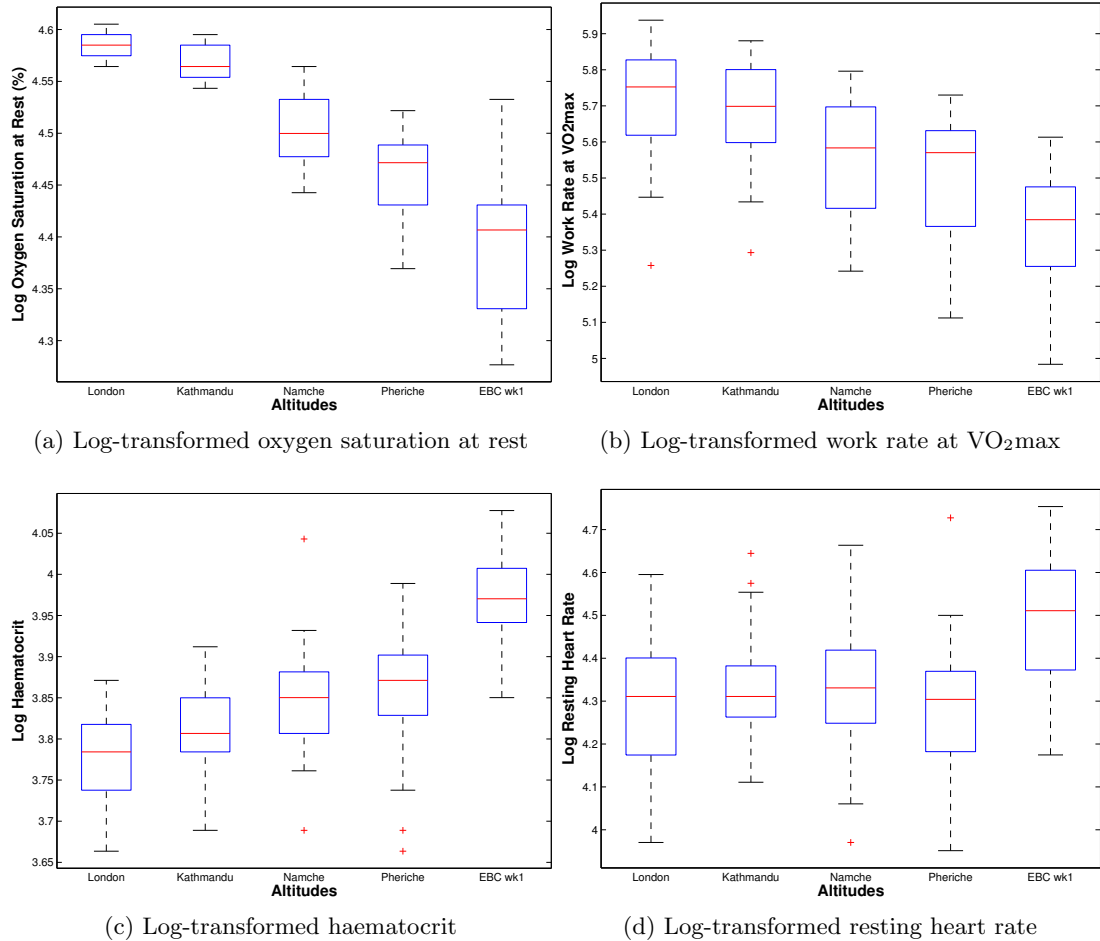 Log Oxygen Saturation at Rest (%)
4.6
4.55
4.5
4.45
4.4
4.35
4.3
London Kathmandu Namche Pheriche EBC wk1
Altitudes
(a) Log-transformed oxygen saturation at rest
Log Work Rate at VO2max
5.9
5.8
5.7
5.6
5.5
5.4
5.3
5.2
5.1
5
London Kathmandu Namche Pheriche EBC wk1
Altitudes
(b) Log-transformed work rate at VO₂max
Log Haematocrit
4.05
4
3.95
3.9
3.85
3.8
3.75
3.7
3.65
London Kathmandu Namche Pheriche EBC wk1
Altitudes
(c) Log-transformed haematocrit
Log Resting Heart Rate
4.7
4.6
4.5
4.4
4.3
4.2
4.1
4
London Kathmandu Namche Pheriche EBC wk1
Altitudes
(d) Log-transformed resting heart rate